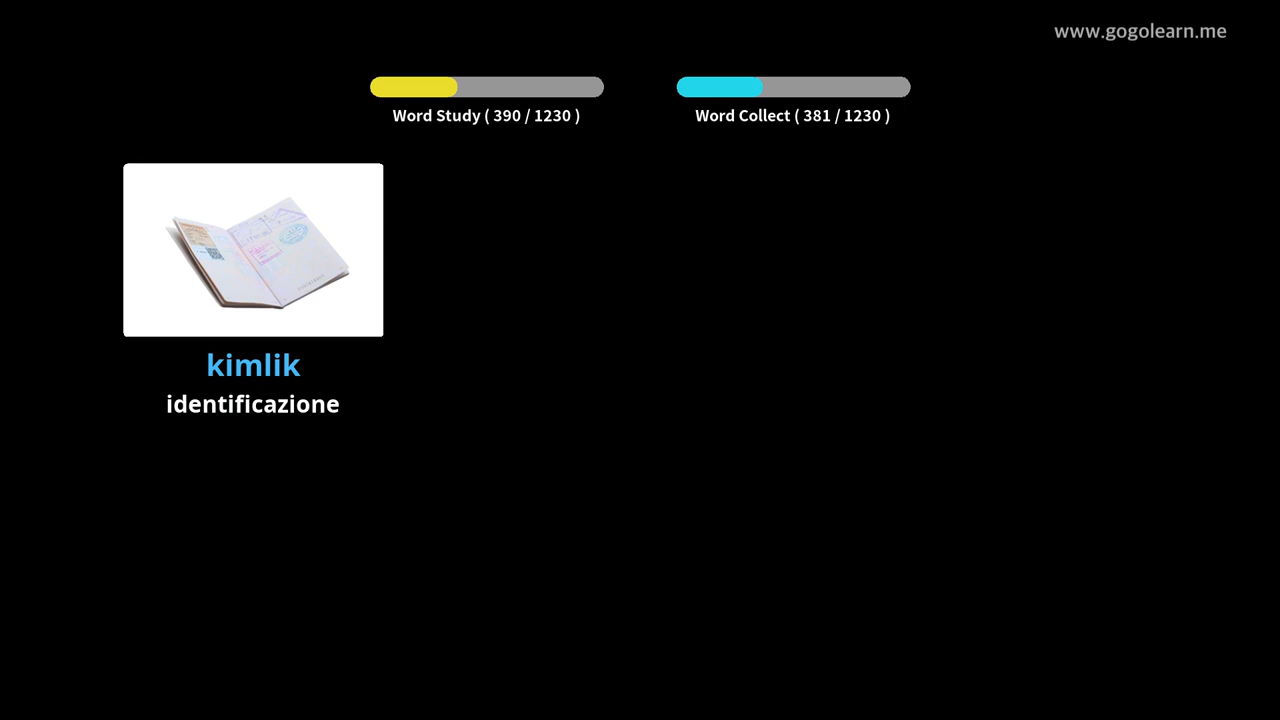 www.gogolearn.me
Word Study ( 390 / 1230 )
Word Collect ( 381 / 1230 )
kimlik
identificazione